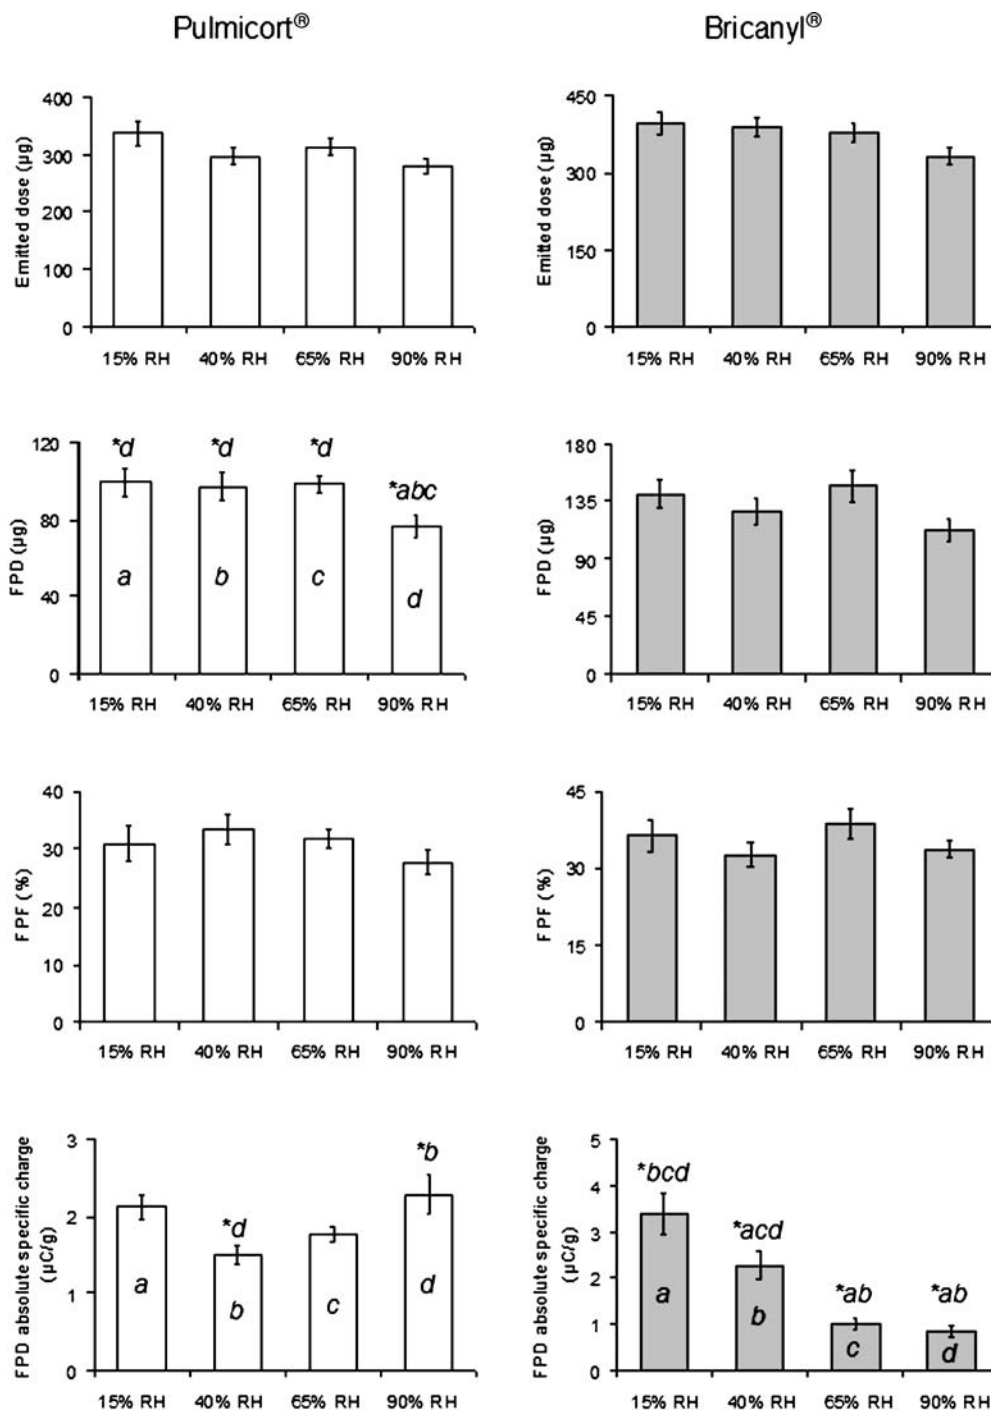 Pulmicort® Bricanyl®
Emitted dose (µg)
400
300
200
100
0
15% RH 40% RH 65% RH 90% RH
Emitted dose (µg)
450
300
150
0
15% RH 40% RH 65% RH 90% RH
FPD (µg)
120
80
40
0
*d *d *d *abc
a b c d
15% RH 40% RH 65% RH 90% RH
FPD (µg)
180
135
90
45
0
15% RH 40% RH 65% RH 90% RH
FPF (%)
40
30
20
10
0
15% RH 40% RH 65% RH 90% RH
FPF (%)
45
30
15
0
15% RH 40% RH 65% RH 90% RH
FPD absolute specific charge
(µC/g)
3
2
1
0
*d *b
a b c d
15% RH 40% RH 65% RH 90% RH
FPD absolute specific charge
(µC/g)
5
4
3
2
1
0
*bcd *acd *ab *ab
a b c d
15% RH 40% RH 65% RH 90% RH